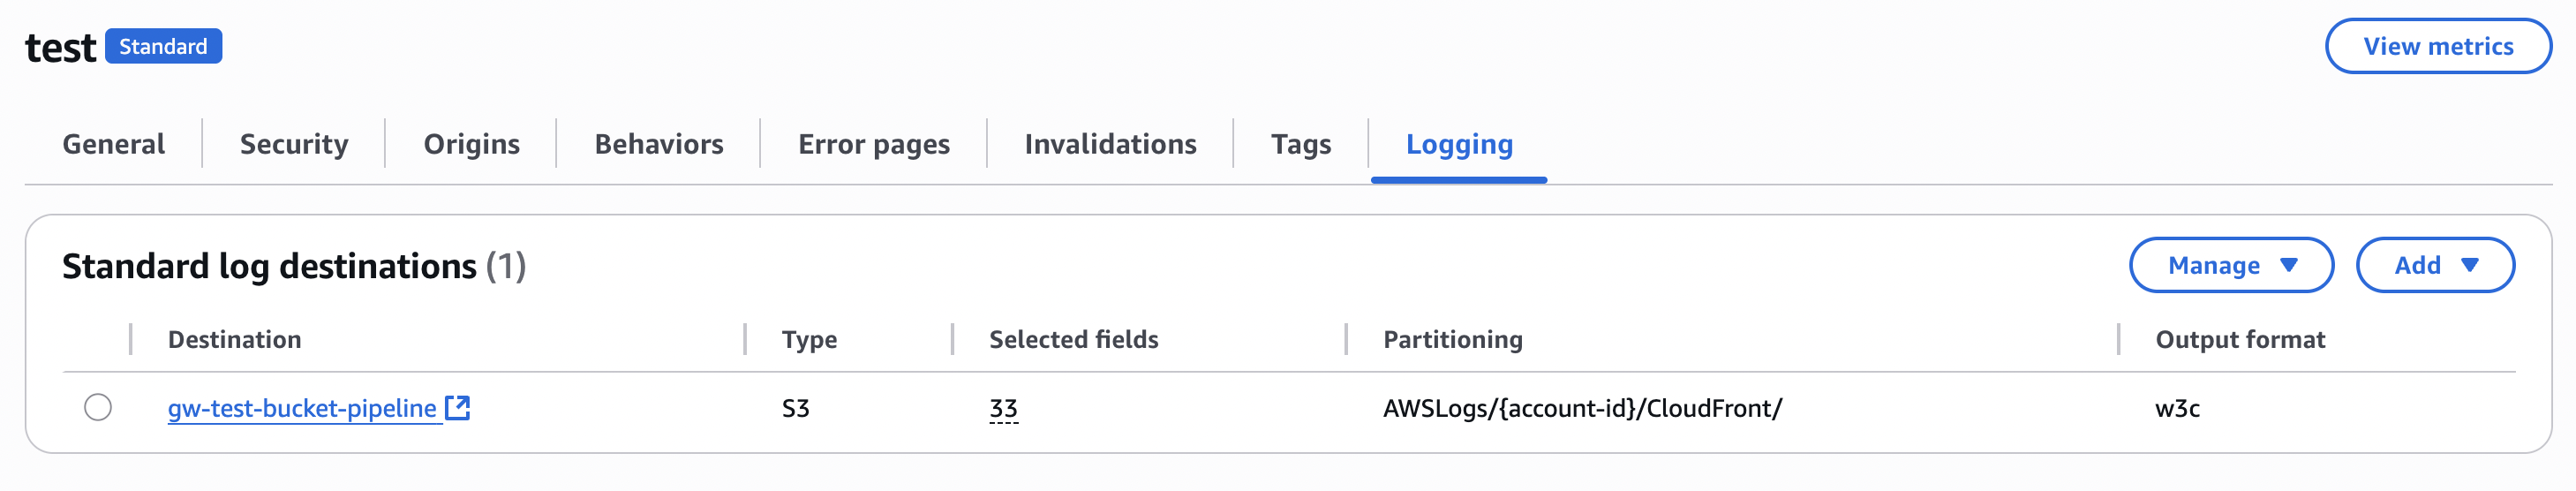 test Standard View metrics
General Security Origins Behaviors Error pages Invalidations Tags Logging
Standard log destinations (1) Manage Add
Destination Type Selected fields Partitioning Output format
gw-test-bucket-pipeline S3 33 AWSLogs/{account-id}/CloudFront/ w3c